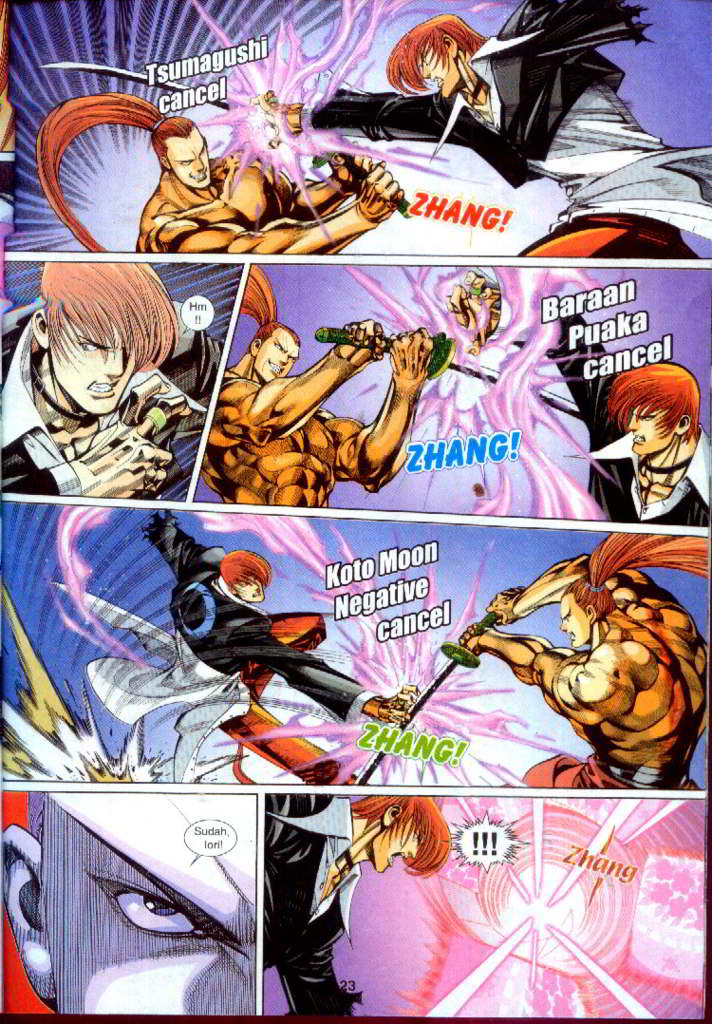 Tsumagushi
cancel
ZHANG!
Hm
!!
Baraan
Puaka
cancel
ZHANG!
Koto Moon
Negative
cancel
ZHANG!
Sudah,
Iori!
!!!
Zhang
23